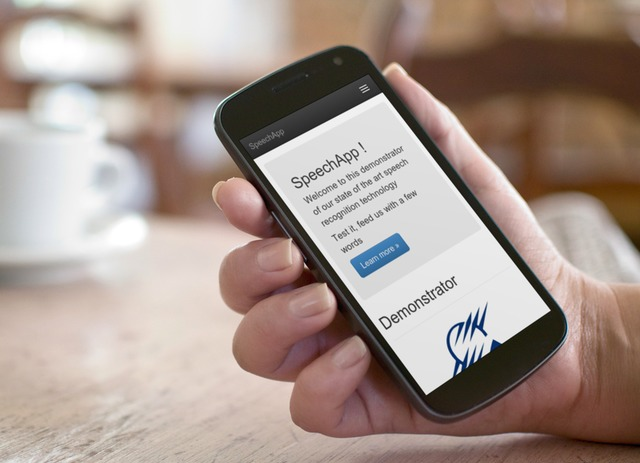 SpeechApp
SpeechApp !
Welcome to this demonstrator
of our state of the art speech
recognition technology
Test it, feed us with a few
words
Learn more »
Demonstrator